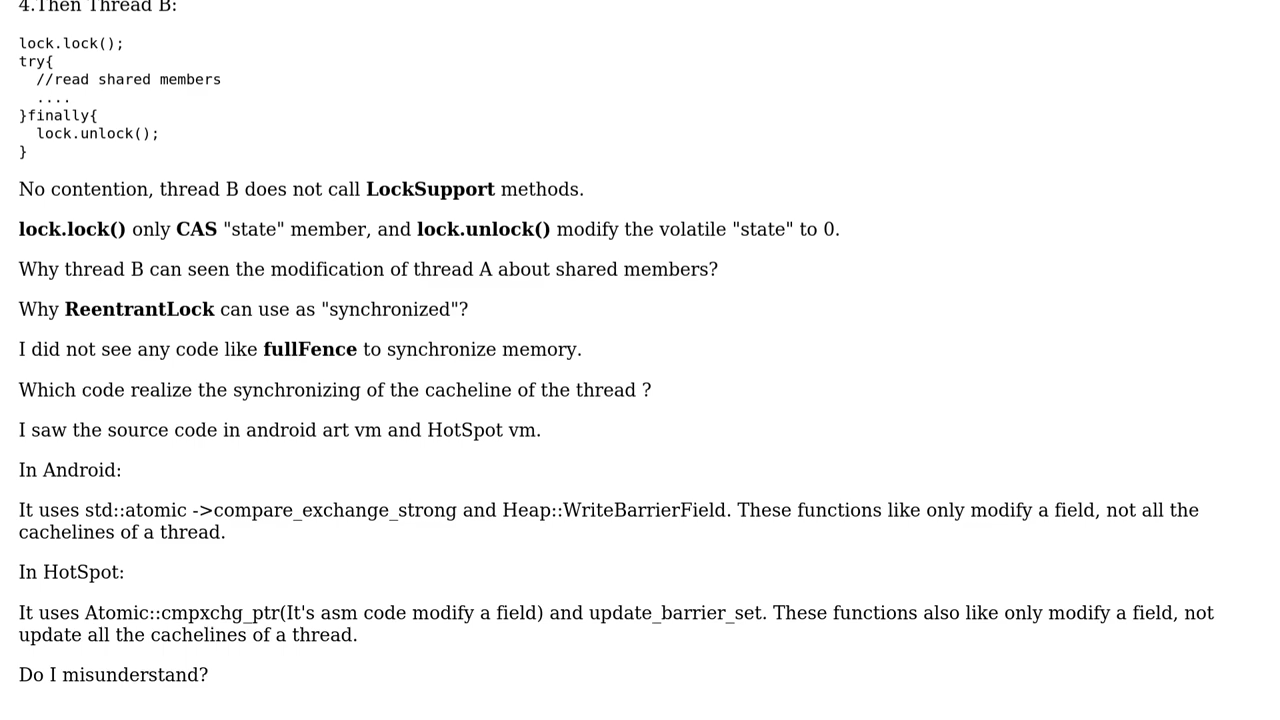 4.Then Thread B:
lock.lock();
try{
  //read shared members
  ....
}finally{
  lock.unlock();
}
No contention, thread B does not call LockSupport methods.
lock.lock() only CAS "state" member, and lock.unlock() modify the volatile "state" to 0.
Why thread B can seen the modification of thread A about shared members?
Why ReentrantLock can use as "synchronized"?
I did not see any code like fullFence to synchronize memory.
Which code realize the synchronizing of the cacheline of the thread ?
I saw the source code in android art vm and HotSpot vm.
In Android:
It uses std::atomic ->compare_exchange_strong and Heap::WriteBarrierField. These functions like only modify a field, not all the
cachelines of a thread.
In HotSpot:
It uses Atomic::cmpxchg_ptr(It's asm code modify a field) and update_barrier_set. These functions also like only modify a field, not
update all the cachelines of a thread.
Do I misunderstand?